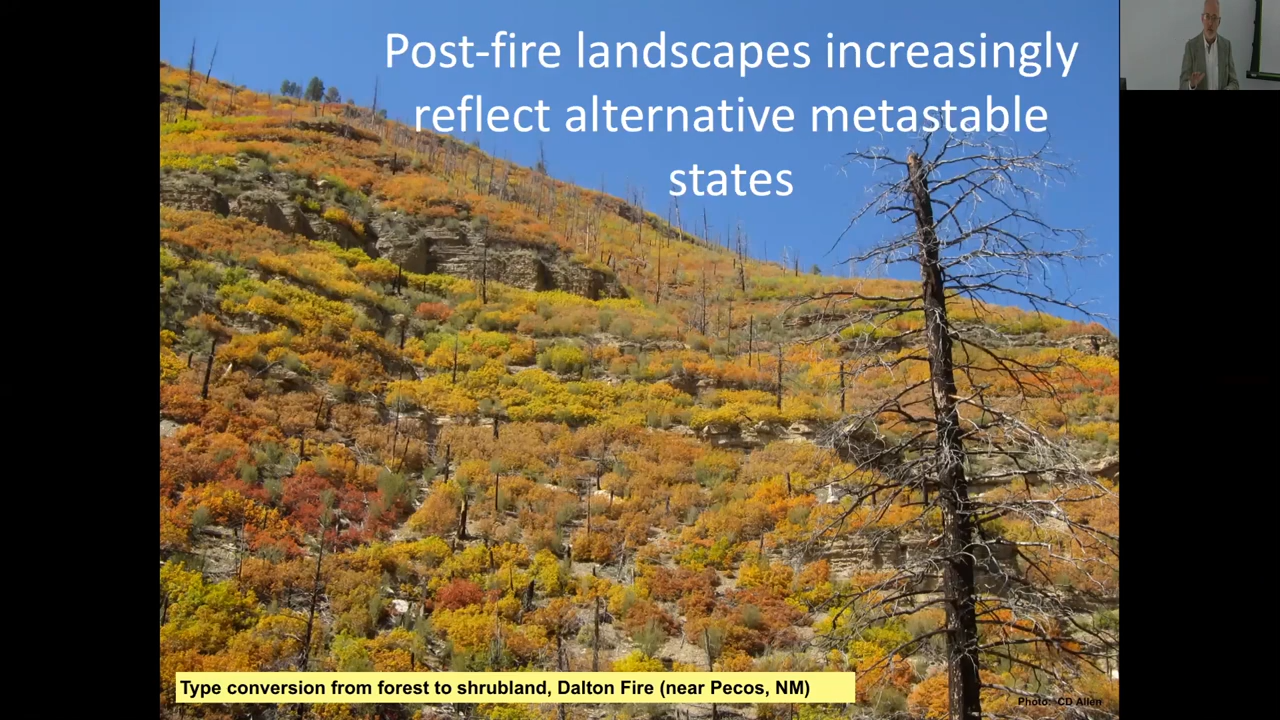 Post-fire landscapes increasingly
reflect alternative metastable
states
Type conversion from forest to shrubland, Dalton Fire (near Pecos, NM)
Photo: CD Allen